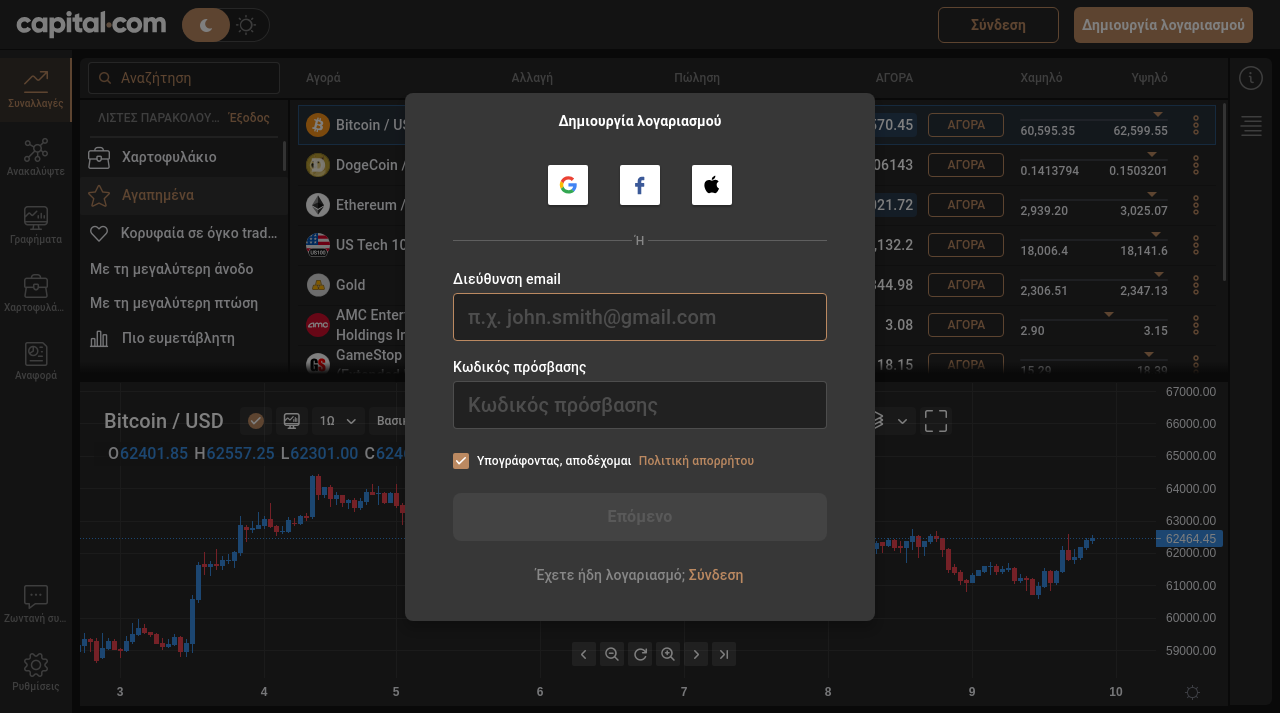 capital.com
Σύνδεση
Δημιουργία λογαριασμού
Συναλλαγές
Ανακαλύψτε
Γραφήματα
Χαρτοφυλά...
Αναφορά
Ζωντανή συ...
Ρυθμίσεις
Αναζήτηση
ΛΙΣΤΕΣ ΠΑΡΑΚΟΛΟΥ... Έξοδος
Χαρτοφυλάκιο
Αγαπημένα
Κορυφαία σε όγκο trad...
Με τη μεγαλύτερη άνοδο
Με τη μεγαλύτερη πτώση
Πιο ευμετάβλητη
Αγορά Αλλαγή Πώληση ΑΓΟΡΑ Χαμηλό Υψηλό
Bitcoin / US 570.45 ΑΓΟΡΑ 60,595.35 62,599.55
DogeCoin / 06143 ΑΓΟΡΑ 0.1413794 0.1503201
Ethereum / 021.72 ΑΓΟΡΑ 2,939.20 3,025.07
US Tech 10 ,132.2 ΑΓΟΡΑ 18,006.4 18,141.6
US100
Gold 344.98 ΑΓΟΡΑ 2,306.51 2,347.13
AMC Enter
Holdings In 3.08 ΑΓΟΡΑ 2.90 3.15
amc
GameStop 18.15 ΑΓΟΡΑ 15.29 18.39
Δημιουργία λογαριασμού
Ή
Διεύθυνση email
π.χ. john.smith@gmail.com
Κωδικός πρόσβασης
Κωδικός πρόσβασης
Υπογράφοντας, αποδέχομαι Πολιτική απορρήτου
Επόμενο
Έχετε ήδη λογαριασμό; Σύνδεση
Bitcoin / USD
1Ω
Βασικ
O62401.85 H62557.25 L62301.00 C6246
67000.00
66000.00
65000.00
64000.00
63000.00
62464.45
62000.00
61000.00
60000.00
59000.00
3 4 5 6 7 8 9 10